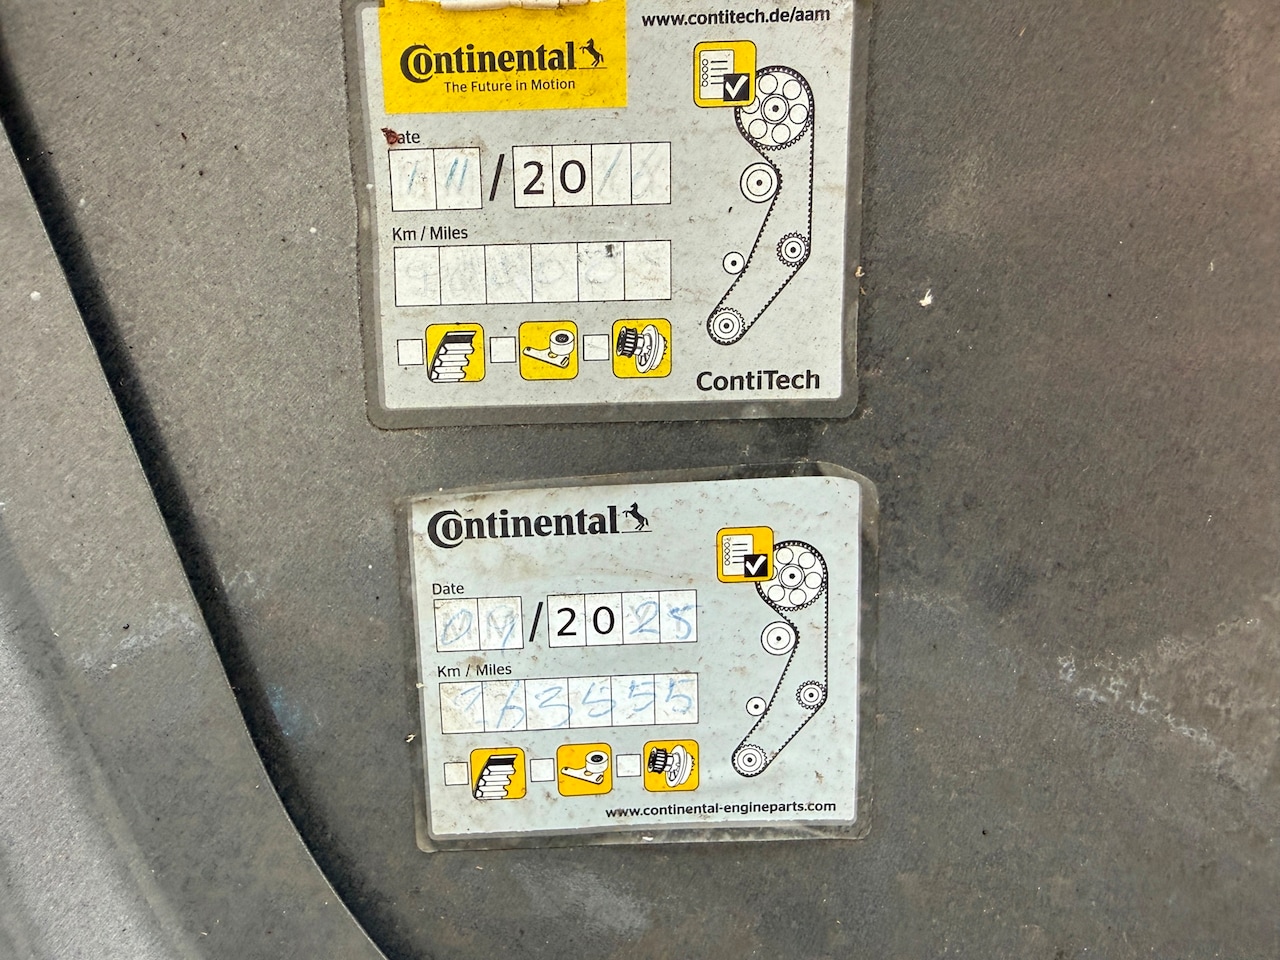 Continental
The Future in Motion
www.contitech.de/aam
Date
11/20
Km / Miles
ContiTech
Continental
Date
/2025
Km / Miles
263555
www.continental-engineparts.com